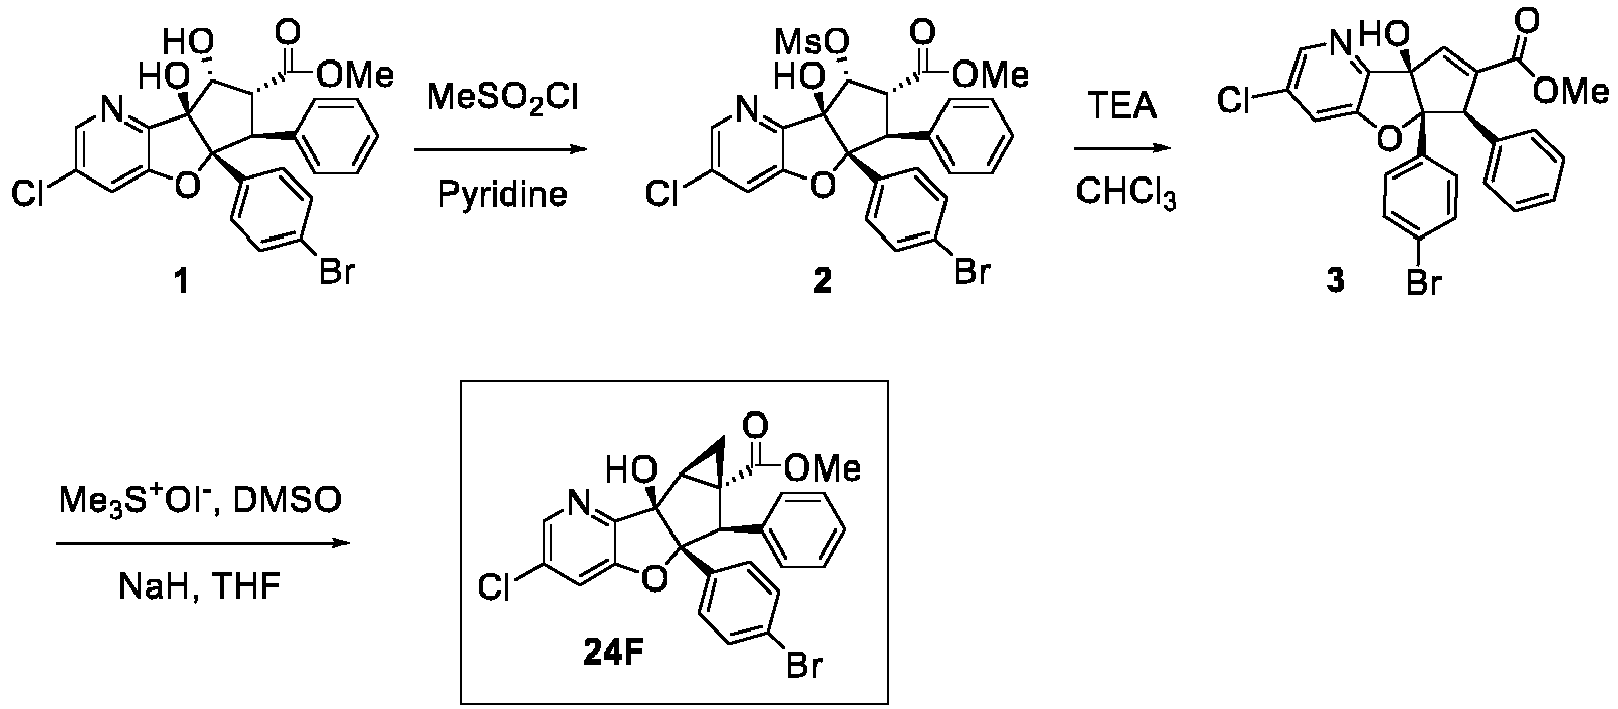 HO
HO
O
OMe
N
Cl
O
Br
1
MeSO2Cl
Pyridine
MsO
HO
O
OMe
N
Cl
O
Br
2
TEA
CHCl3
N
HO
O
OMe
Cl
O
Br
3
Me3S+OI-, DMSO
NaH, THF
HO
O
OMe
N
Cl
O
Br
24F